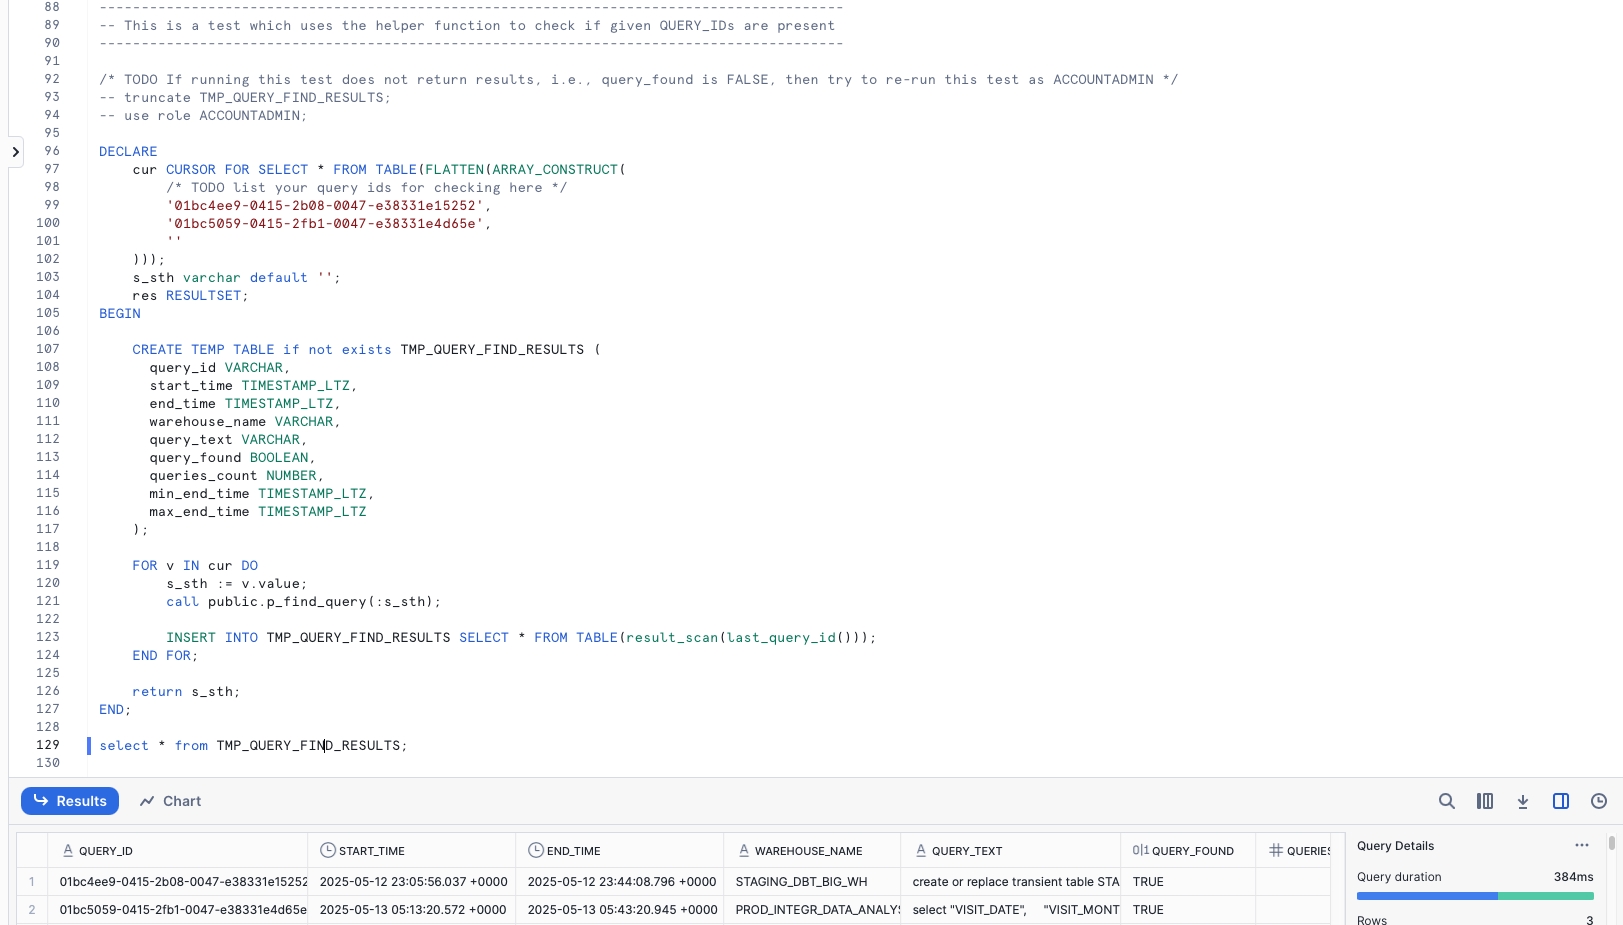 88 ----------------------------------------------------------------------------------------
89 -- This is a test which uses the helper function to check if given QUERY_IDs are present
90 ----------------------------------------------------------------------------------------
91
92 /* TODO If running this test does not return results, i.e., query_found is FALSE, then try to re-run this test as ACCOUNTADMIN */
93 -- truncate TMP_QUERY_FIND_RESULTS;
94 -- use role ACCOUNTADMIN;
95
96 DECLARE
97     cur CURSOR FOR SELECT * FROM TABLE(FLATTEN(ARRAY_CONSTRUCT(
98         /* TODO list your query ids for checking here */
99         '01bc4ee9-0415-2b08-0047-e38331e15252',
100         '01bc5059-0415-2fb1-0047-e38331e4d65e',
101         ''
102     )));
103     s_sth varchar default '';
104     res RESULTSET;
105 BEGIN
106
107     CREATE TEMP TABLE if not exists TMP_QUERY_FIND_RESULTS (
108       query_id VARCHAR,
109       start_time TIMESTAMP_LTZ,
110       end_time TIMESTAMP_LTZ,
111       warehouse_name VARCHAR,
112       query_text VARCHAR,
113       query_found BOOLEAN,
114       queries_count NUMBER,
115       min_end_time TIMESTAMP_LTZ,
116       max_end_time TIMESTAMP_LTZ
117     );
118
119     FOR v IN cur DO
120         s_sth := v.value;
121         call public.p_find_query(:s_sth);
122
123         INSERT INTO TMP_QUERY_FIND_RESULTS SELECT * FROM TABLE(result_scan(last_query_id()));
124     END FOR;
125
126     return s_sth;
127 END;
128
129 select * from TMP_QUERY_FIND_RESULTS;
130
Results Chart
QUERY_ID START_TIME END_TIME WAREHOUSE_NAME QUERY_TEXT QUERY_FOUND QUERIES
1 01bc4ee9-0415-2b08-0047-e38331e15252 2025-05-12 23:05:56.037 +0000 2025-05-12 23:44:08.796 +0000 STAGING_DBT_BIG_WH create or replace transient table STA TRUE
2 01bc5059-0415-2fb1-0047-e38331e4d65e 2025-05-13 05:13:20.572 +0000 2025-05-13 05:43:20.945 +0000 PROD_INTEGR_DATA_ANALYS select "VISIT_DATE", "VISIT_MONT TRUE
Query Details ...
Query duration 384ms
Rows 3